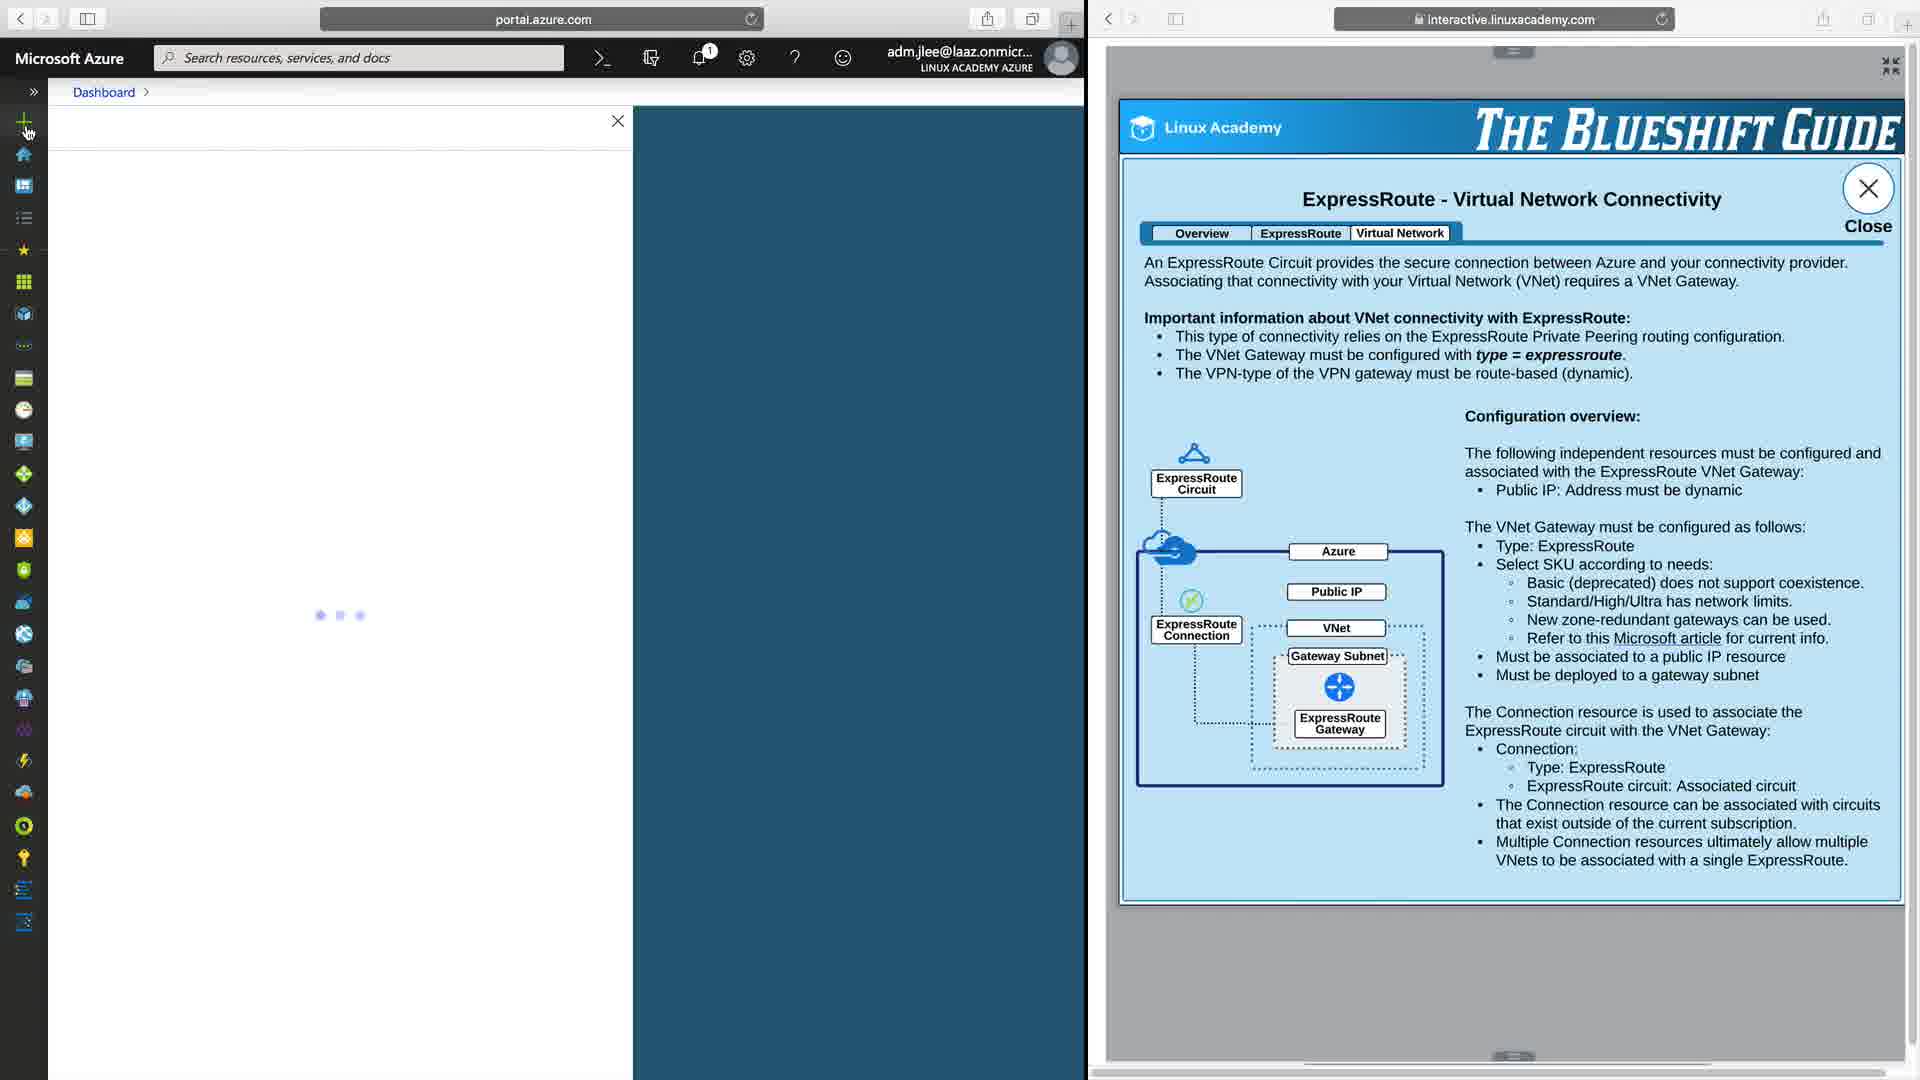 portal.azure.com
Microsoft Azure
Search resources, services, and docs
1
adm.jlee@laaz.onmicr...
LINUX ACADEMY AZURE
Dashboard
interactive.linuxacademy.com
Linux Academy
THE BLUESHIFT GUIDE
Close
ExpressRoute - Virtual Network Connectivity
Overview
ExpressRoute
Virtual Network
An ExpressRoute Circuit provides the secure connection between Azure and your connectivity provider.
Associating that connectivity with your Virtual Network (VNet) requires a VNet Gateway.
Important information about VNet connectivity with ExpressRoute:
• This type of connectivity relies on the ExpressRoute Private Peering routing configuration.
• The VNet Gateway must be configured with type = expressroute.
• The VPN-type of the VPN gateway must be route-based (dynamic).
ExpressRoute
Circuit
Azure
Public IP
ExpressRoute
Connection
VNet
Gateway Subnet
ExpressRoute
Gateway
Configuration overview:
The following independent resources must be configured and
associated with the ExpressRoute VNet Gateway:
• Public IP: Address must be dynamic
The VNet Gateway must be configured as follows:
• Type: ExpressRoute
• Select SKU according to needs:
◦ Basic (deprecated) does not support coexistence.
◦ Standard/High/Ultra has network limits.
◦ New zone-redundant gateways can be used.
◦ Refer to this Microsoft article for current info.
• Must be associated to a public IP resource
• Must be deployed to a gateway subnet
The Connection resource is used to associate the
ExpressRoute circuit with the VNet Gateway:
• Connection:
◦ Type: ExpressRoute
◦ ExpressRoute circuit: Associated circuit
• The Connection resource can be associated with circuits
that exist outside of the current subscription.
• Multiple Connection resources ultimately allow multiple
VNets to be associated with a single ExpressRoute.